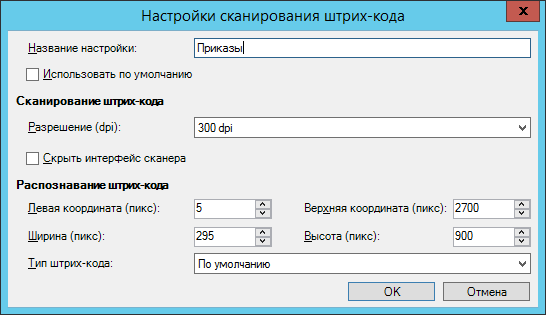 Настройки сканирования штрих-кода
x
Название настройки: Приказы
Использовать по умолчанию
Сканирование штрих-кода
Разрешение (dpi): 300 dpi
Скрыть интерфейс сканера
Распознавание штрих-кода
Левая координата (пикс): 5 Верхняя координата (пикс): 2700
Ширина (пикс): 295 Высота (пикс): 900
Тип штрих-кода: По умолчанию
OK Отмена